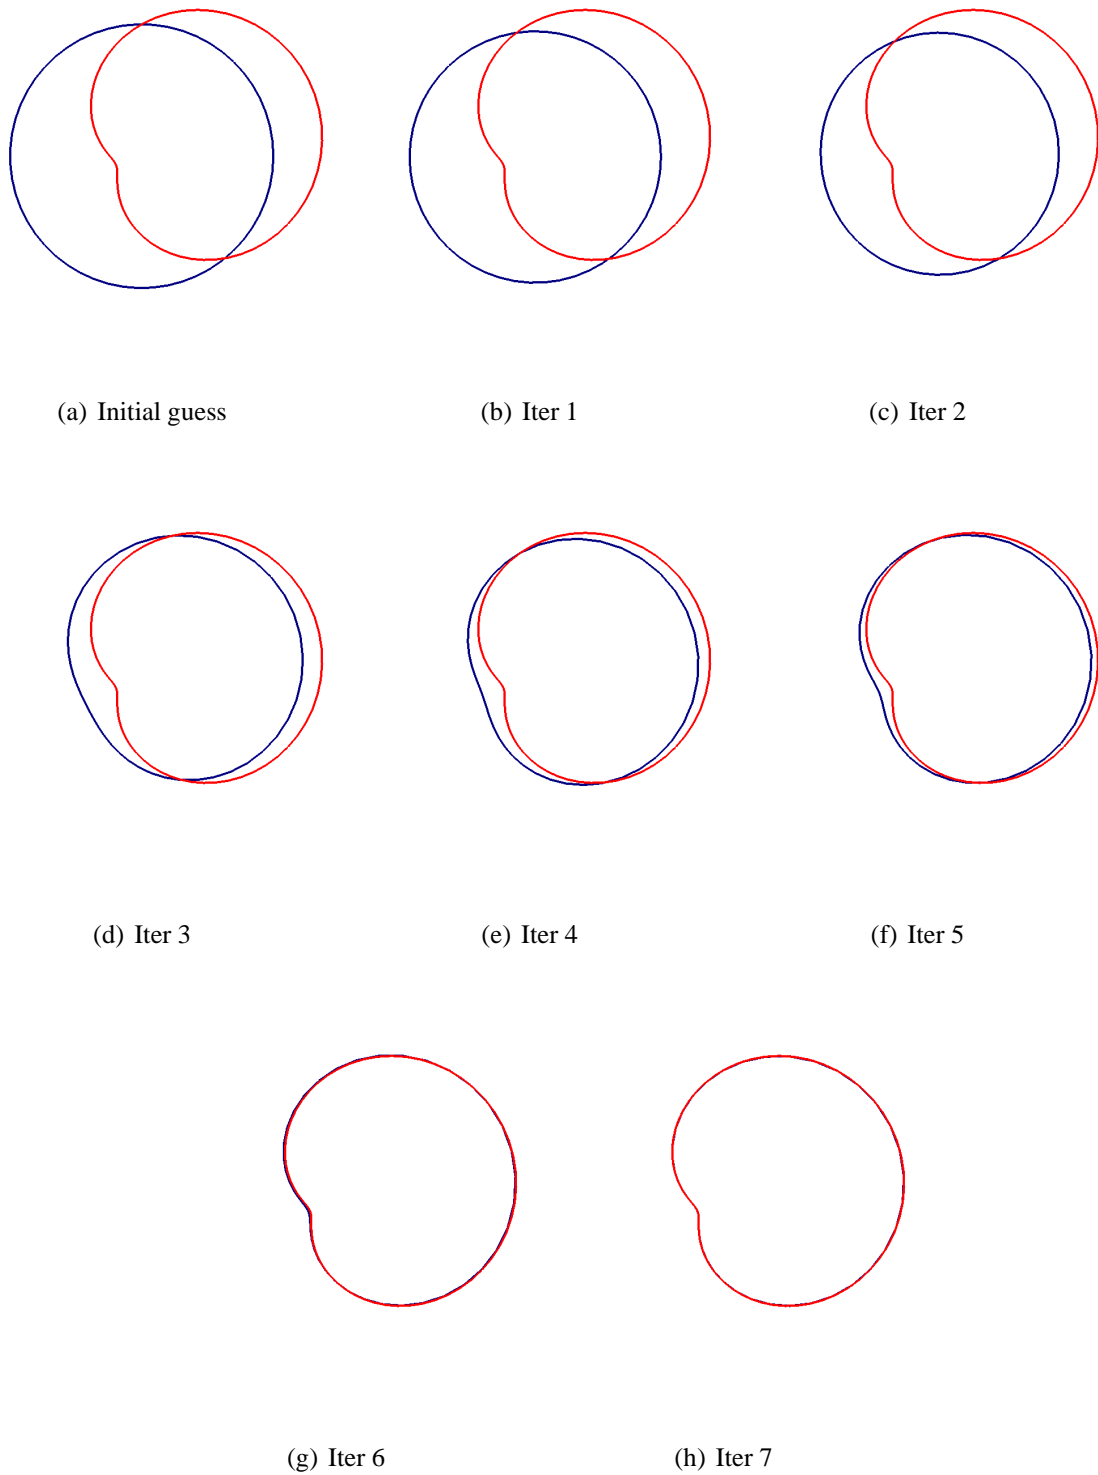 (a) Initial guess
(b) Iter 1
(c) Iter 2
(d) Iter 3
(e) Iter 4
(f) Iter 5
(g) Iter 6
(h) Iter 7